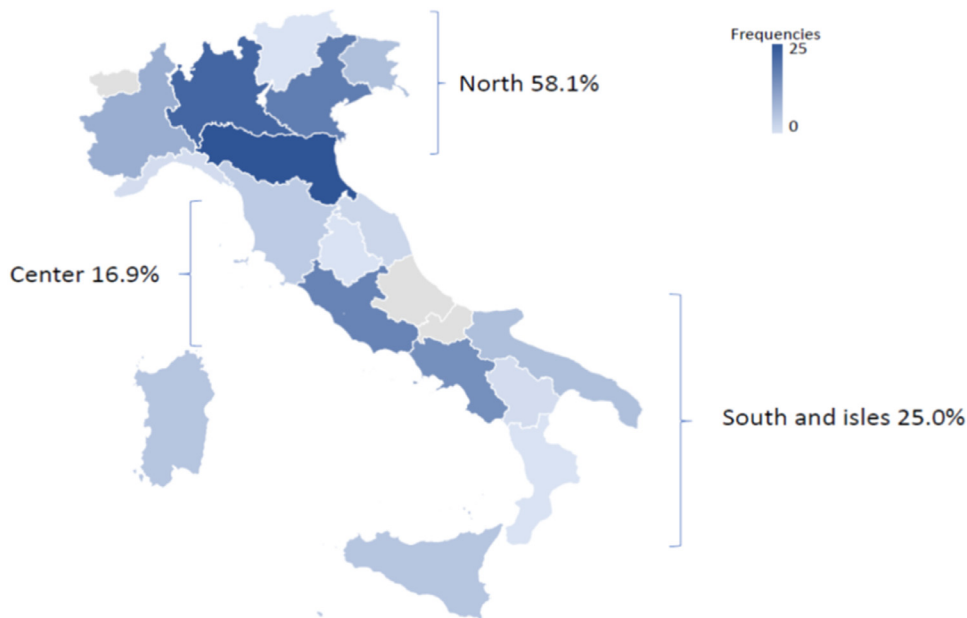 Frequencies
25
0
North 58.1%
Center 16.9%
South and isles 25.0%